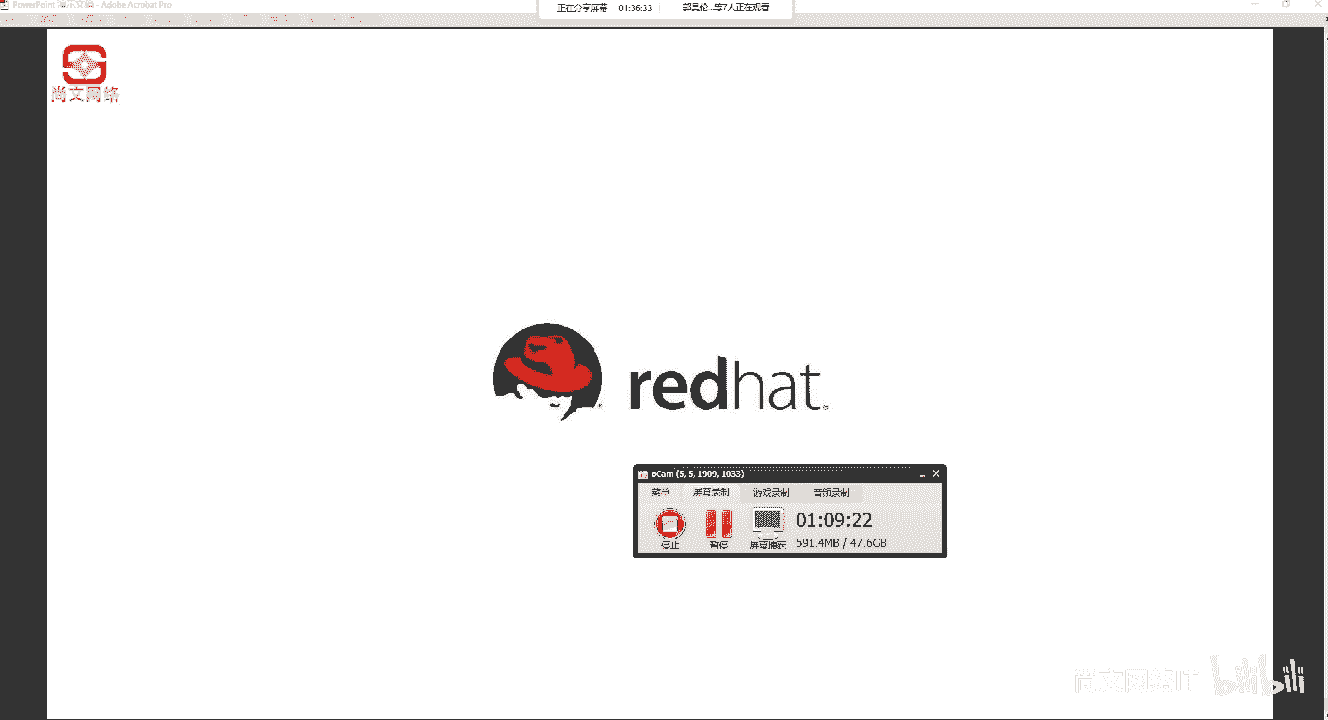 PowerPoint 演示文稿 - Adobe Acrobat Pro
正在分享屏幕 01:36:33
等7人正在观看
尚文网络
redhat.
oCam (5, 5, 1909, 1033)
菜单 屏幕录制 游戏录制 音频录制
01:09:22
停止 暂停 屏幕捕获 591.4MB / 47.6GB
尚文网络IT bilibili